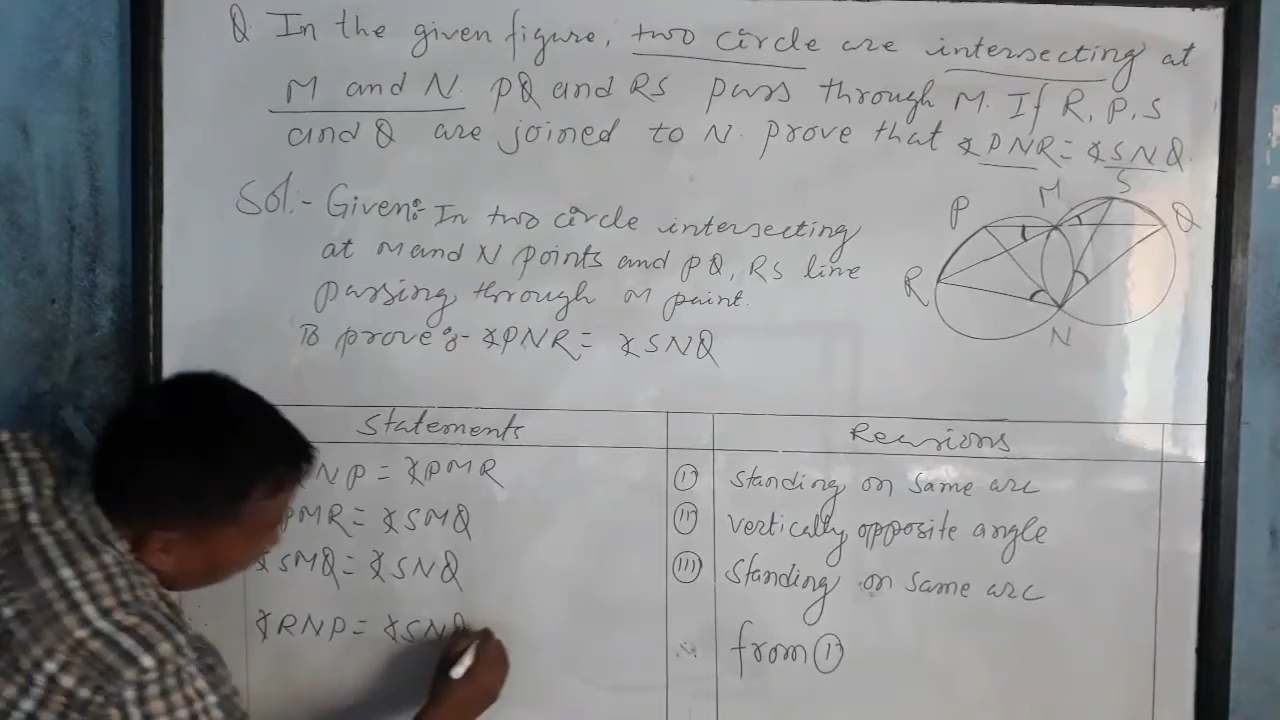 Q. In the given figure, two circle are intersecting at
M and N. PQ and RS pass through M. If R, P, S
and Q are joined to N. prove that ∡PNR = ∡SNQ.
Sol:- Given:- In two circle intersecting
at M and N points and PQ, RS line
passing through M point.
To prove:- ∡PNR = ∡SNQ
P M S Q
R N
Statements Reasions
NP = ∡PMR (i) standing on same arc
PMR = ∡SMQ (ii) vertically opposite angle
∡SMQ = ∡SNQ (iii) standing on same arc
∡RNP = ∡SNQ ∴ from (i)